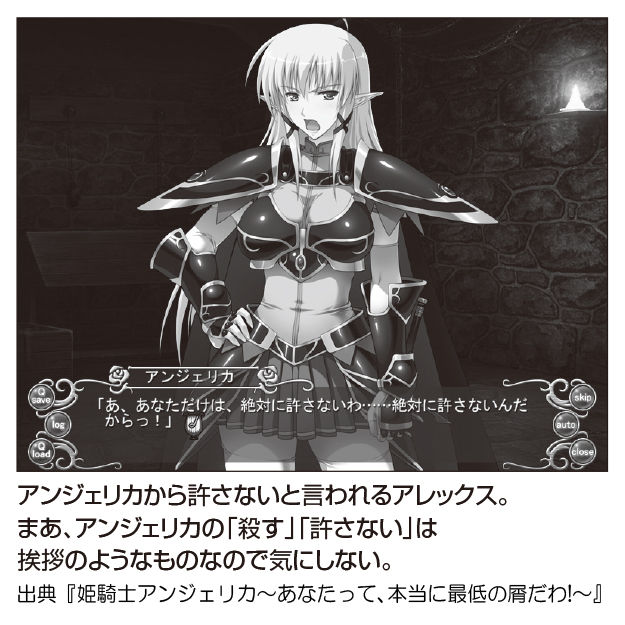 アンジェリカ
「あ、あなただけは、絶対に許さないわ……絶対に許さないんだ
からっ！」
Q save
log
Q load
skip
auto
close
アンジェリカから許さないと言われるアレックス。
まあ、アンジェリカの「殺す」「許さない」は
挨拶のようなものなので気にしない。
出典『姫騎士アンジェリカ～あなたって、本当に最低の屑だわ!～』